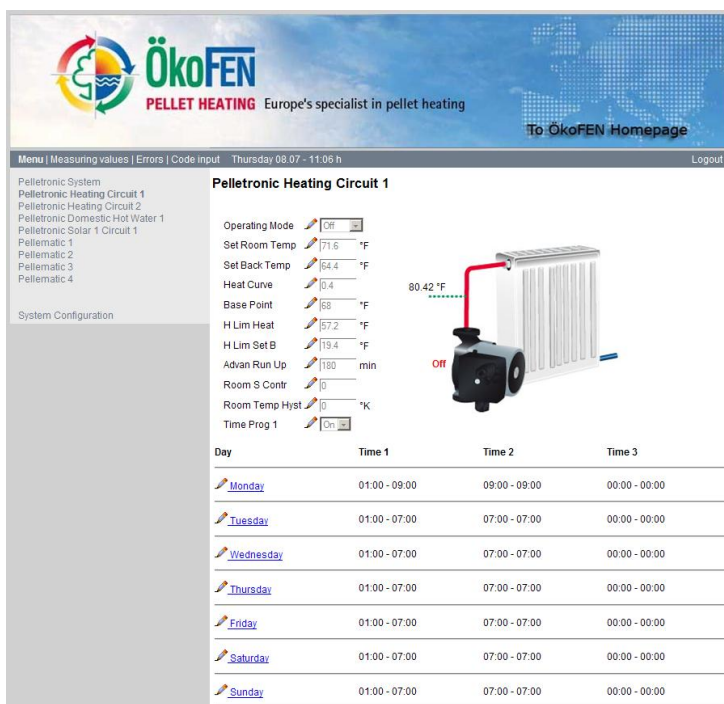 ÖkoFEN
PELLET HEATING Europe's specialist in pellet heating
To ÖkoFEN Homepage
Menu | Measuring values | Errors | Code input Thursday 08.07 - 11:06 h Logout
Pelletronic System
Pelletronic Heating Circuit 1
Pelletronic Heating Circuit 2
Pelletronic Domestic Hot Water 1
Pelletronic Solar 1 Circuit 1
Pellematic 1
Pellematic 2
Pellematic 3
Pellematic 4
System Configuration
Pelletronic Heating Circuit 1
Operating Mode Off
Set Room Temp 71.6 °F
Set Back Temp 64.4 °F
Heat Curve 0.4
Base Point 68 °F
H Lim Heat 57.2 °F
H Lim Set B 19.4 °F
Advan Run Up 180 min
Room S Contr 0
Room Temp Hyst 0 °K
Time Prog 1 On
80.42 °F
Off
Day Time 1 Time 2 Time 3
Monday 01:00 - 09:00 09:00 - 09:00 00:00 - 00:00
Tuesday 01:00 - 07:00 07:00 - 07:00 00:00 - 00:00
Wednesday 01:00 - 07:00 07:00 - 07:00 00:00 - 00:00
Thursday 01:00 - 07:00 07:00 - 07:00 00:00 - 00:00
Friday 01:00 - 07:00 07:00 - 07:00 00:00 - 00:00
Saturday 01:00 - 07:00 07:00 - 07:00 00:00 - 00:00
Sunday 01:00 - 07:00 07:00 - 07:00 00:00 - 00:00